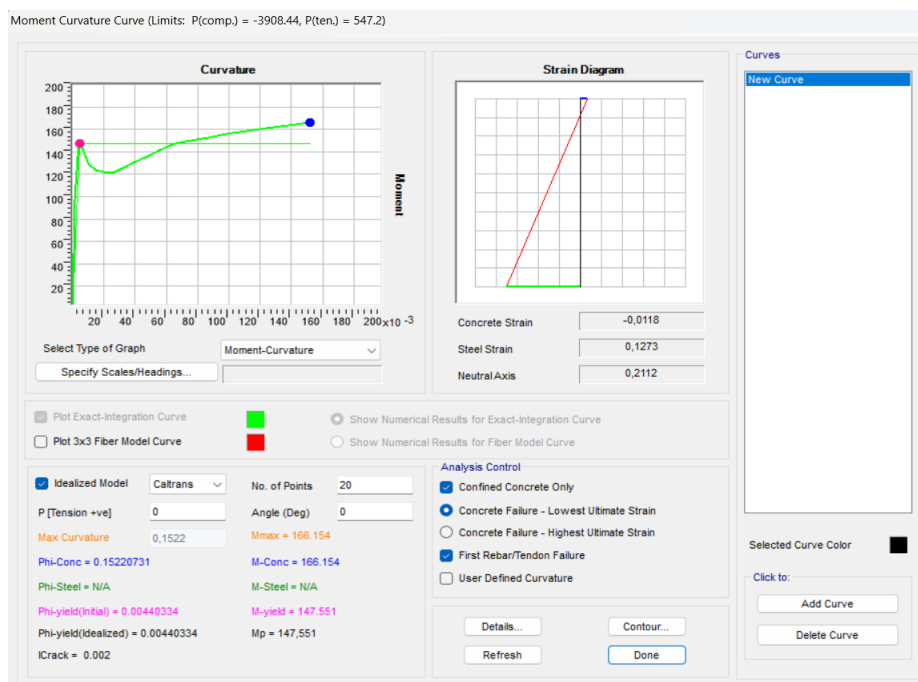 Moment Curvature Curve (Limits:  P(comp.) = -3908.44, P(ten.) = 547.2)
Curvature
200
180
160
140
120
100
80
60
40
20
Moment
20 40 60 80 100 120 140 160 180 200 x10 -3
Select Type of Graph
Moment-Curvature
Specify Scales/Headings...
Strain Diagram
Concrete Strain -0,0118
Steel Strain 0,1273
Neutral Axis 0,2112
Curves
New Curve
Plot Exact-Integration Curve
Show Numerical Results for Exact-Integration Curve
Plot 3x3 Fiber Model Curve
Show Numerical Results for Fiber Model Curve
Idealized Model Caltrans No. of Points 20
P [Tension +ve] 0 Angle (Deg) 0
Max Curvature 0,1522 Mmax = 166.154
Phi-Conc = 0.15220731 M-Conc = 166.154
Phi-Steel = N/A M-Steel = N/A
Phi-yield(Initial) = 0.00440334 M-yield = 147.551
Phi-yield(Idealized) = 0.00440334 Mp = 147,551
ICrack = 0.002
Analysis Control
Confined Concrete Only
Concrete Failure - Lowest Ultimate Strain
Concrete Failure - Highest Ultimate Strain
First Rebar/Tendon Failure
User Defined Curvature
Details... Contour...
Refresh Done
Selected Curve Color
Click to:
Add Curve
Delete Curve